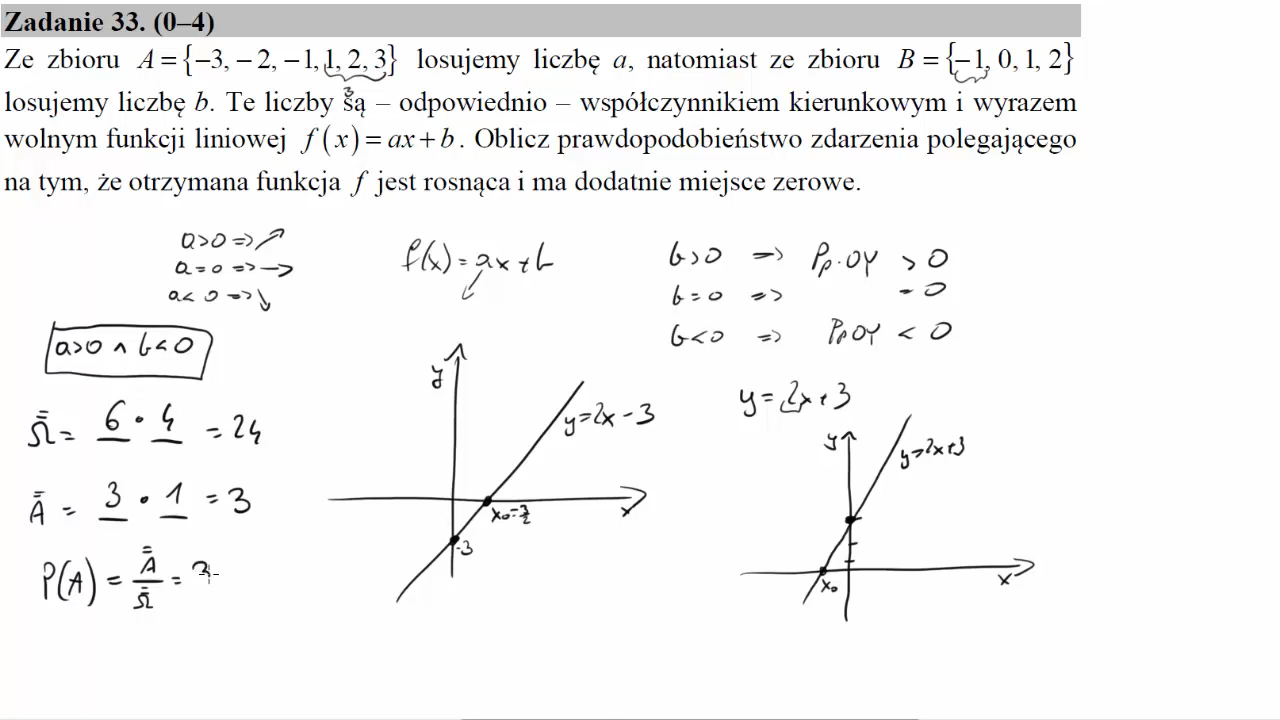 Zadanie 33. (0–4)
Ze zbioru A = {−3, −2, −1, 1, 2, 3} losujemy liczbę a, natomiast ze zbioru B = {−1, 0, 1, 2}
3
losujemy liczbę b. Te liczby są – odpowiednio – współczynnikiem kierunkowym i wyrazem
wolnym funkcji liniowej f(x) = ax + b. Oblicz prawdopodobieństwo zdarzenia polegającego
na tym, że otrzymana funkcja f jest rosnąca i ma dodatnie miejsce zerowe.
a>0 => ↗
a=0 => →
a<0 => ↘
f(x) = ax + b
b>0 => Pp. OY > 0
b=0 => = 0
b<0 => Pp OY < 0
a>0 ∧ b<0
Ω̿ = 6 · 4 = 24
A̿ = 3 · 1 = 3
P(A) = A̿/Ω̿ = 3
y
y=2x-3
x₀=3/2
x
-3
y=2x+3
y
y=2x+3
x₀
x